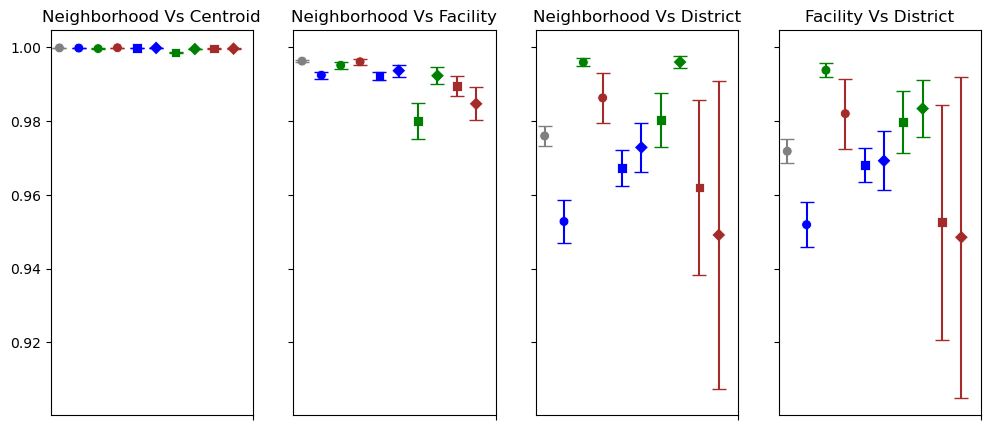 Neighborhood Vs Centroid
Neighborhood Vs Facility
Neighborhood Vs District
Facility Vs District
1.00
0.98
0.96
0.94
0.92